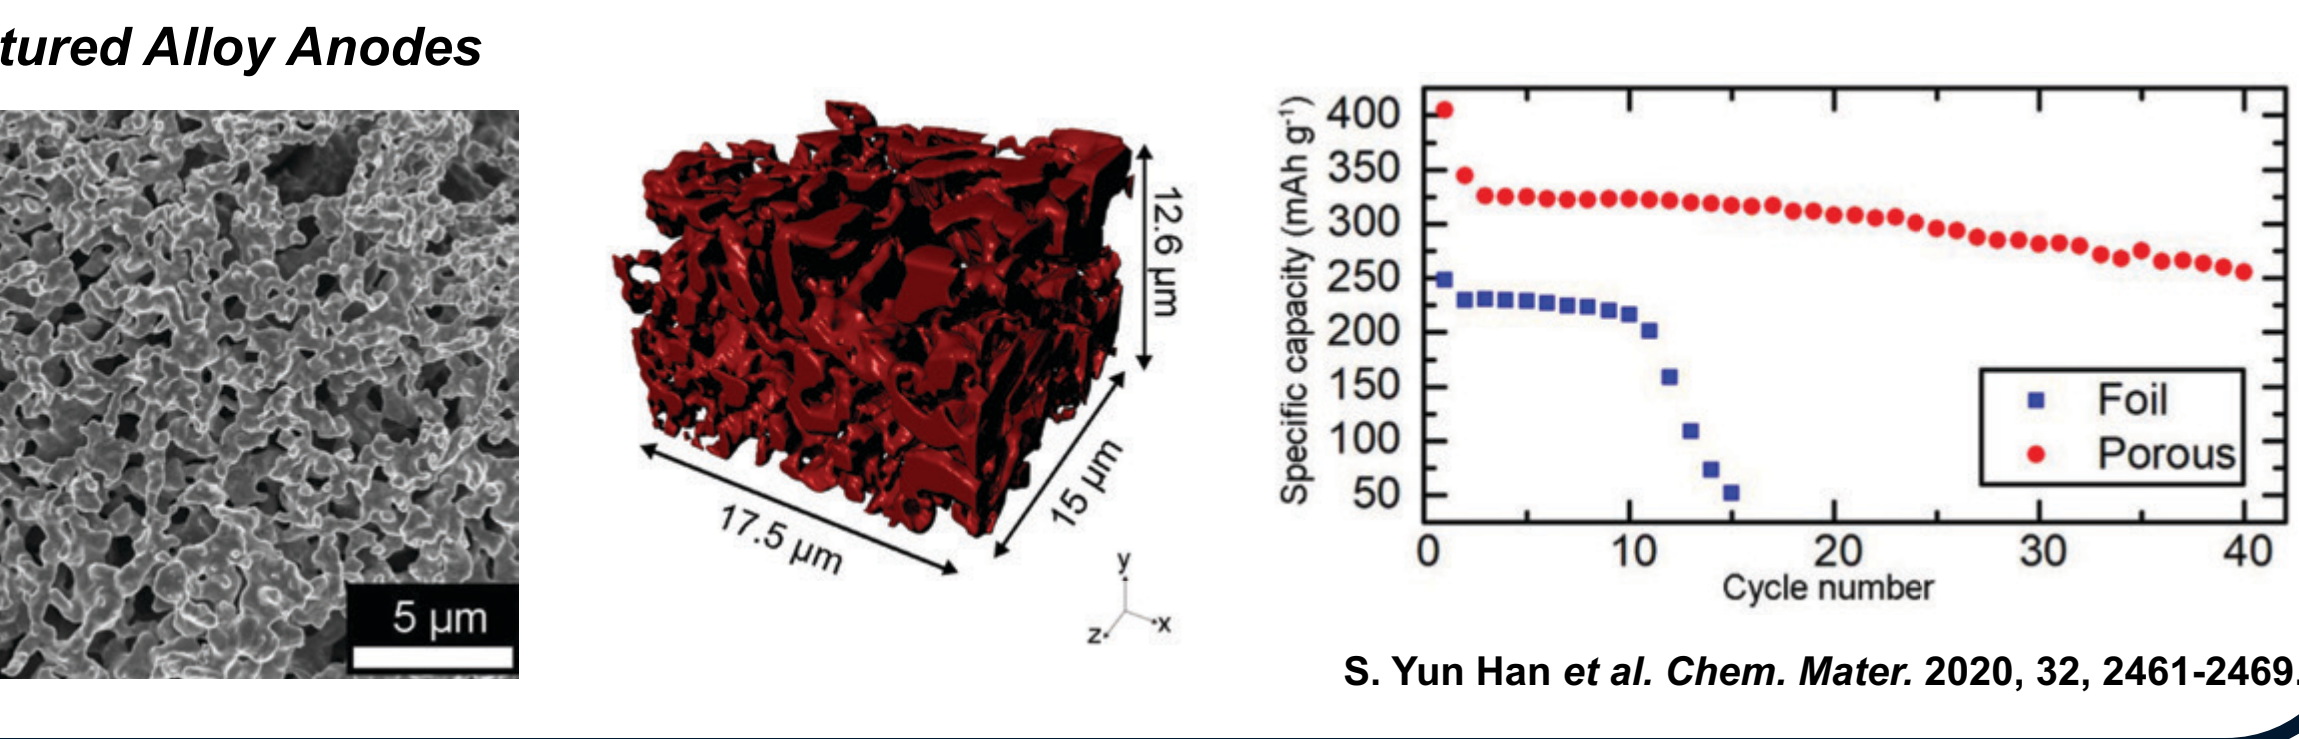 tured Alloy Anodes
5 µm
12.6 µm
15 µm
17.5 µm
y
x
z
Specific capacity (mAh g⁻¹)
400
350
300
250
200
150
100
50
Foil
Porous
0 10 20 30 40
Cycle number
S. Yun Han et al. Chem. Mater. 2020, 32, 2461-2469.